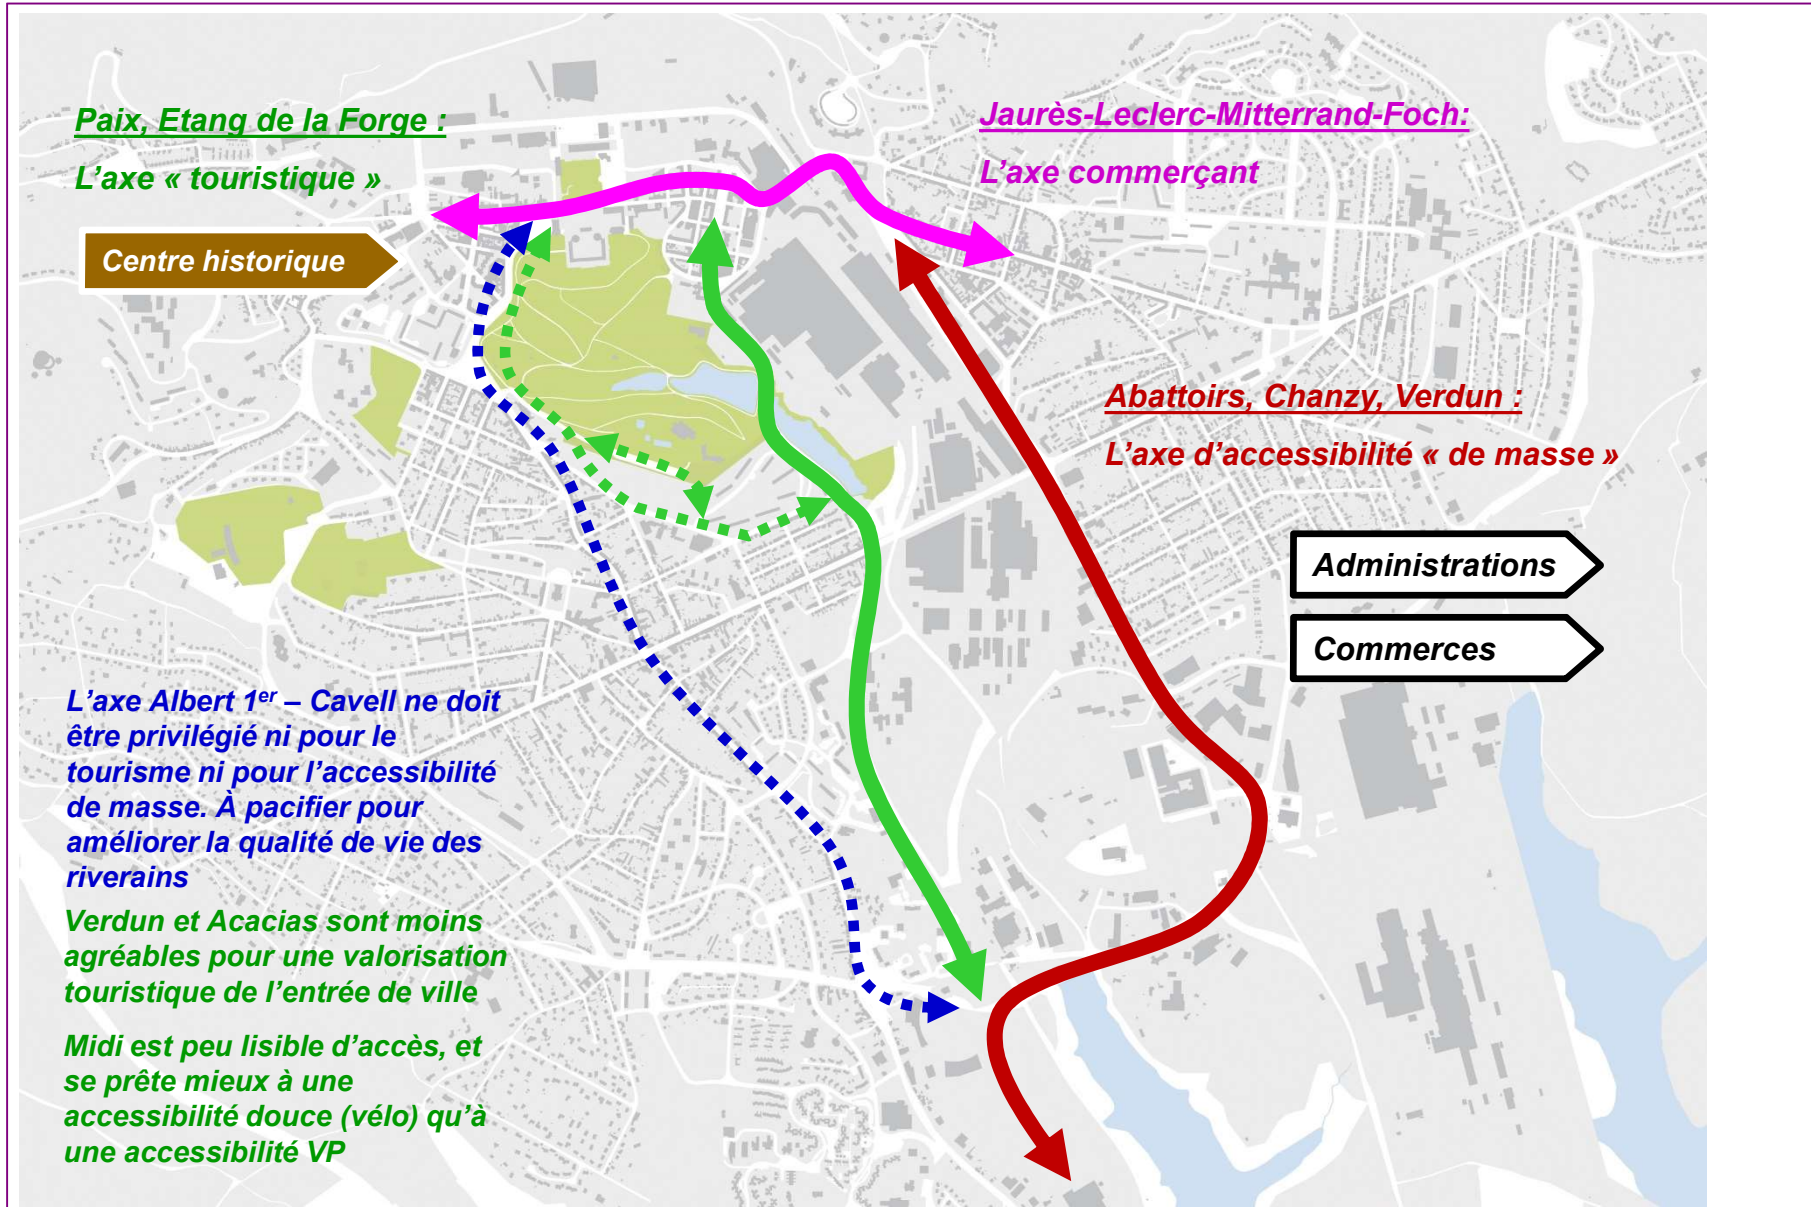 Paix, Etang de la Forge :
L'axe « touristique »
Centre historique
Jaurès-Leclerc-Mitterrand-Foch:
L'axe commerçant
Abattoirs, Chanzy, Verdun :
L'axe d'accessibilité « de masse »
Administrations
Commerces
L'axe Albert 1er – Cavell ne doit
être privilégié ni pour le
tourisme ni pour l'accessibilité
de masse. À pacifier pour
améliorer la qualité de vie des
riverains
Verdun et Acacias sont moins
agréables pour une valorisation
touristique de l'entrée de ville
Midi est peu lisible d'accès, et
se prête mieux à une
accessibilité douce (vélo) qu'à
une accessibilité VP